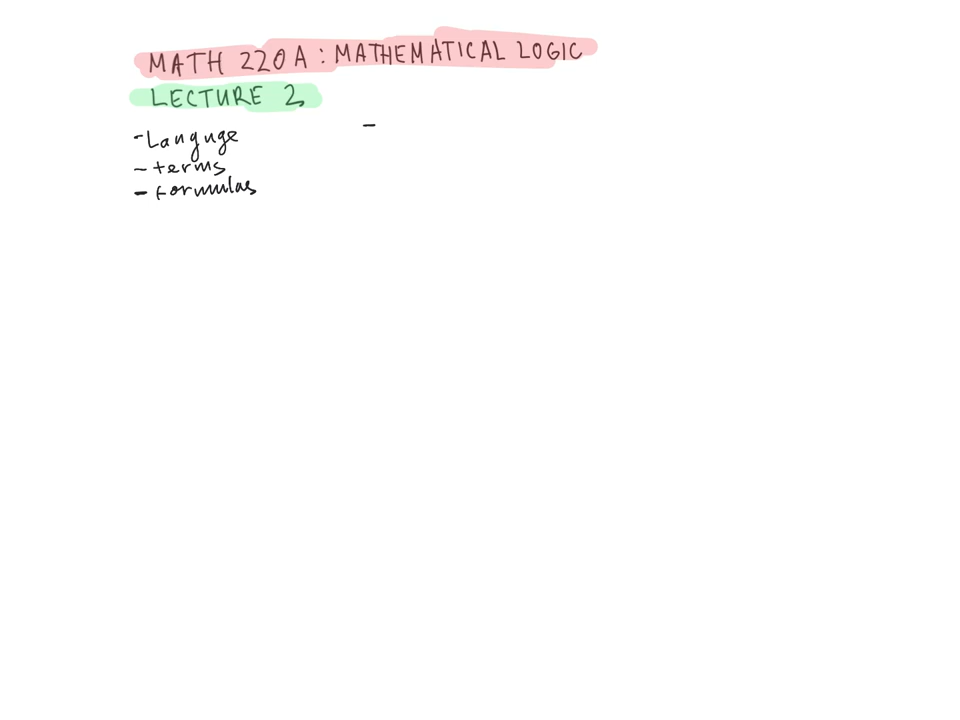 MATH 220A : MATHEMATICAL LOGIC
LECTURE 2
- Languge
-
- terms
- formulas